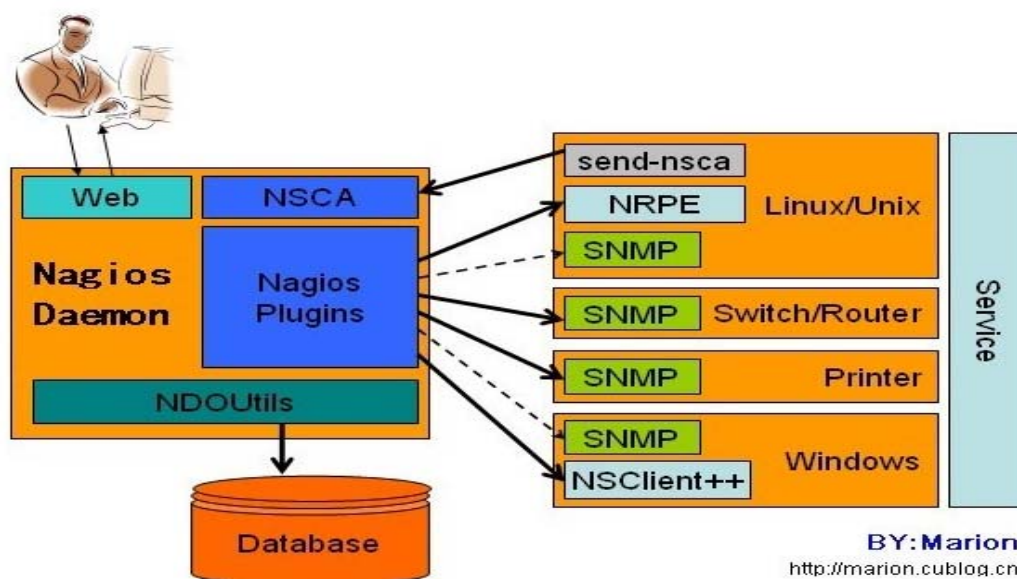 Web
NSCA
Nagios
Daemon
Nagios
Plugins
NDOUtils
Database
send-nsca
NRPE
SNMP
Linux/Unix
SNMP
Switch/Router
SNMP
Printer
SNMP
NSClient++
Windows
Service
BY:Marion
http://marion.cublog.cn